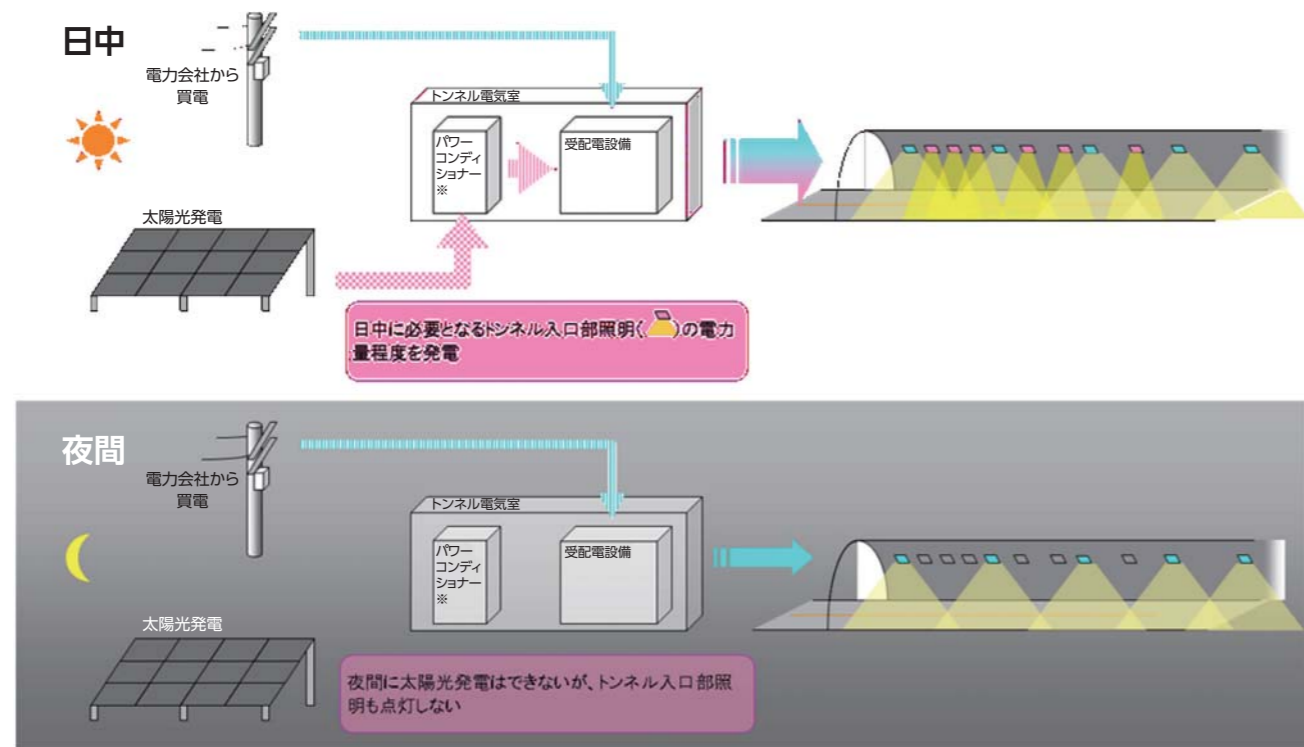 日中
電力会社から
買電
トンネル電気室
パワー
コンディ
ショナー
※
受配電設備
太陽光発電
日中に必要となるトンネル入口部照明( )の電力
量程度を発電
夜間
電力会社から
買電
トンネル電気室
パワー
コンディ
ショナー
※
受配電設備
太陽光発電
夜間に太陽光発電はできないが、トンネル入口部照
明も点灯しない